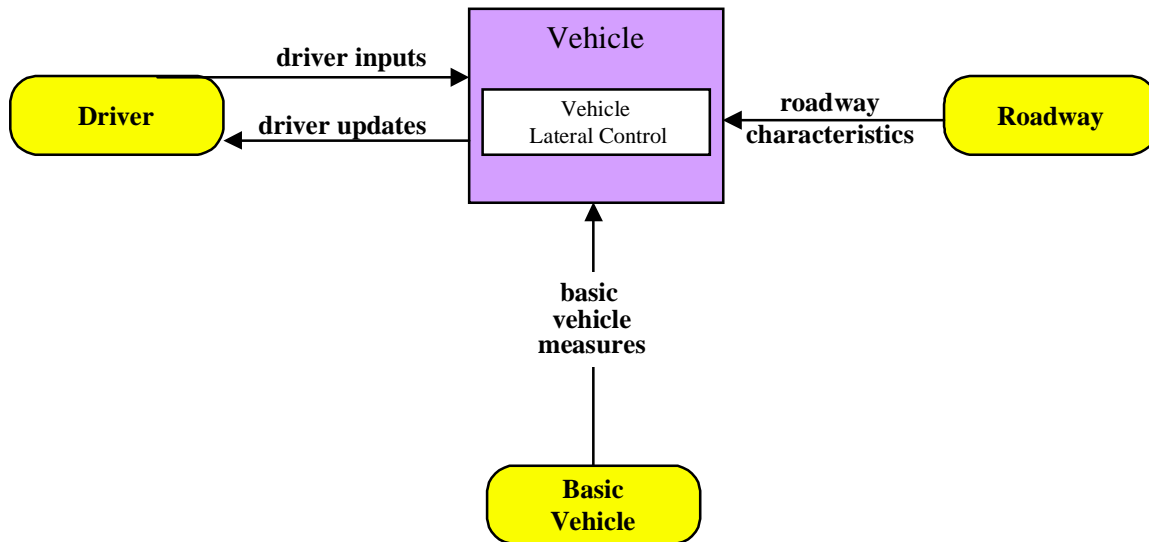 Vehicle
driver inputs
Driver
driver updates
Vehicle
Lateral Control
roadway
characteristics
Roadway
basic
vehicle
measures
Basic
Vehicle